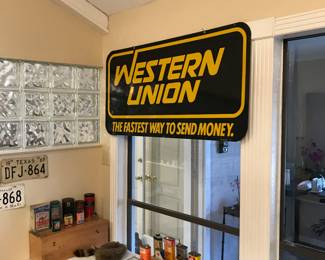 WESTERN
UNION
THE FASTEST WAY TO SEND MONEY.
TEXAS
DFJ-864
-868